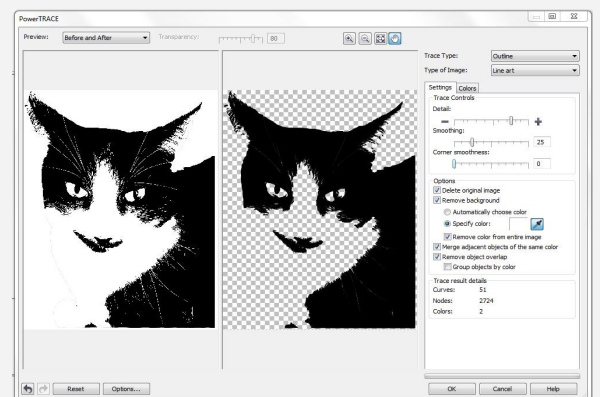 PowerTRACE
Preview: Before and After Transparency: 80
Trace Type: Outline
Type of Image: Line art
Settings Colors
Trace Controls
Detail:
Smoothing:
25
Corner smoothness:
0
Options
Delete original image
Remove background
Automatically choose color
Specify color:
Remove color from entire image
Merge adjacent objects of the same color
Remove object overlap
Group objects by color
Trace result details
Curves: 51
Nodes: 2724
Colors: 2
Reset Options... OK Cancel Help